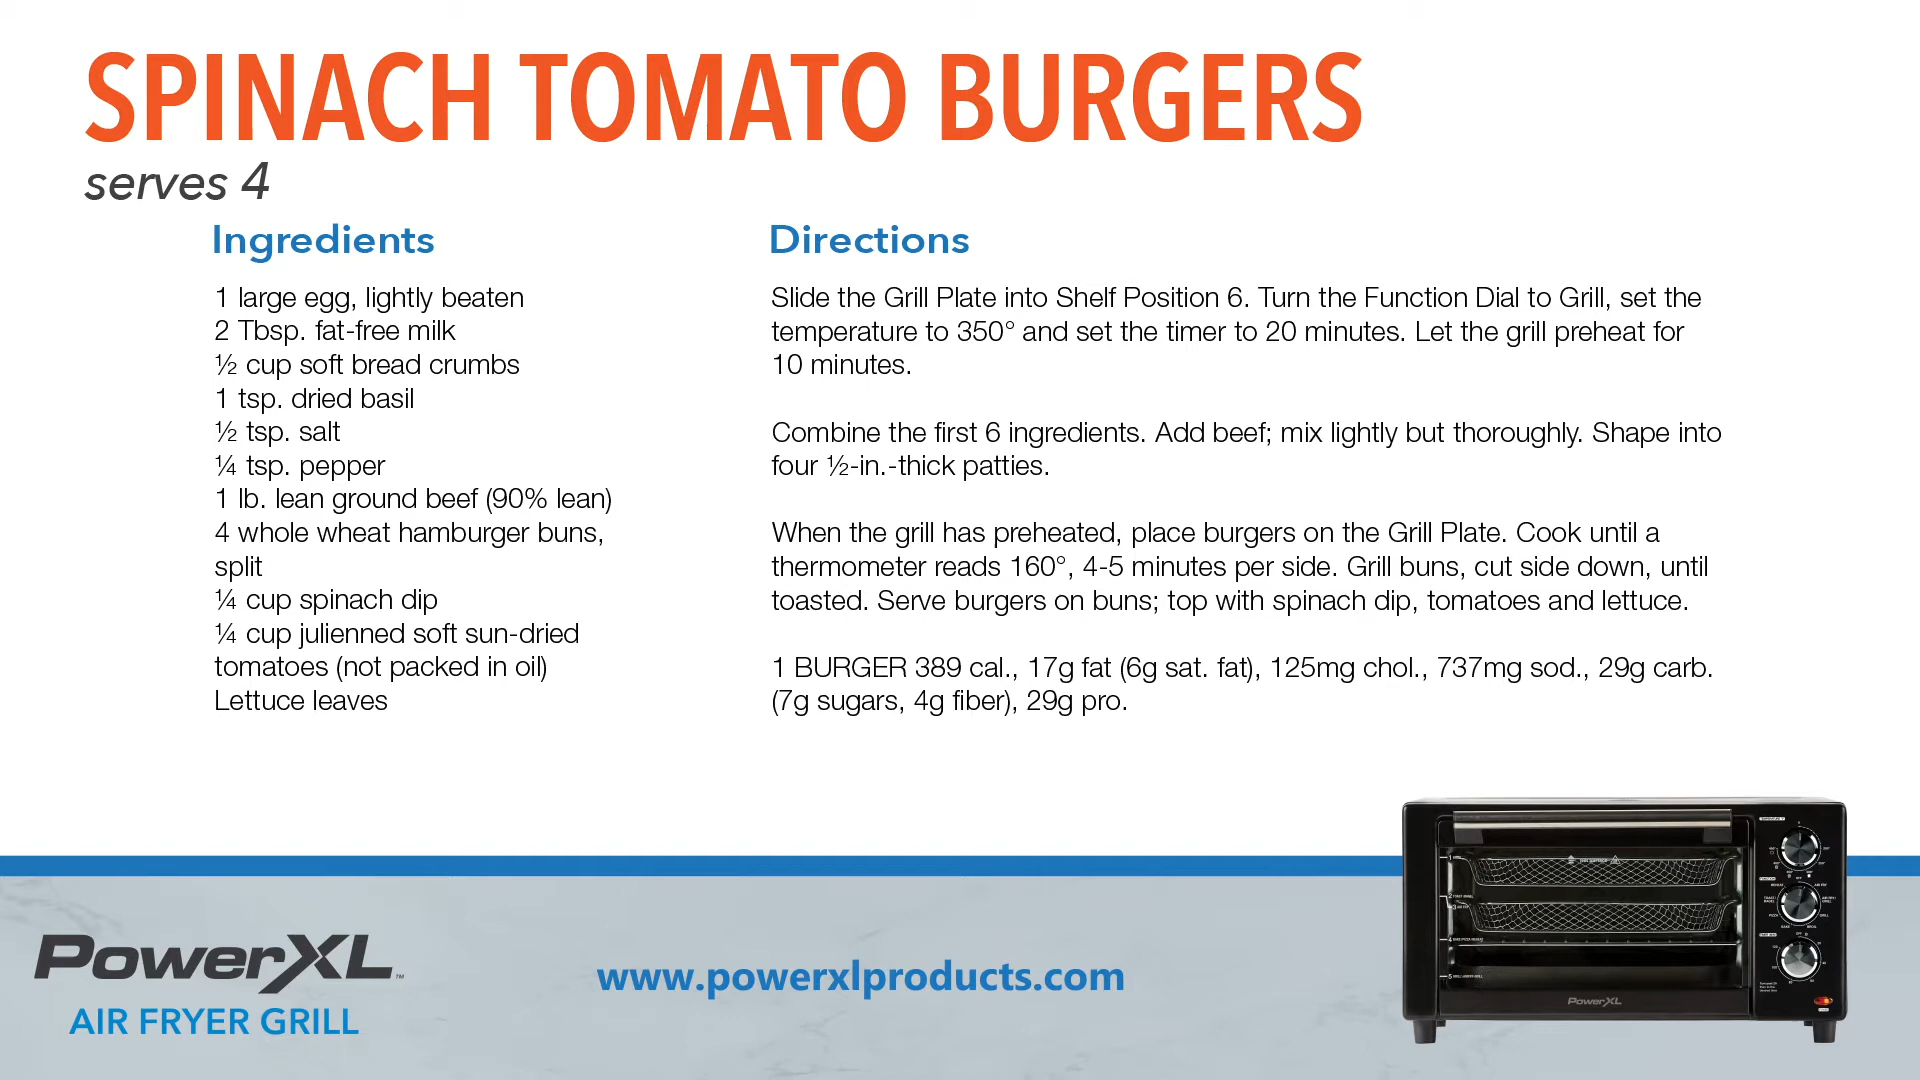 SPINACH TOMATO BURGERS
serves 4
Ingredients
1 large egg, lightly beaten
2 Tbsp. fat-free milk
½ cup soft bread crumbs
1 tsp. dried basil
½ tsp. salt
¼ tsp. pepper
1 lb. lean ground beef (90% lean)
4 whole wheat hamburger buns,
split
¼ cup spinach dip
¼ cup julienned soft sun-dried
tomatoes (not packed in oil)
Lettuce leaves
Directions
Slide the Grill Plate into Shelf Position 6. Turn the Function Dial to Grill, set the
temperature to 350° and set the timer to 20 minutes. Let the grill preheat for
10 minutes.
Combine the first 6 ingredients. Add beef; mix lightly but thoroughly. Shape into
four ½-in.-thick patties.
When the grill has preheated, place burgers on the Grill Plate. Cook until a
thermometer reads 160°, 4-5 minutes per side. Grill buns, cut side down, until
toasted. Serve burgers on buns; top with spinach dip, tomatoes and lettuce.
1 BURGER 389 cal., 17g fat (6g sat. fat), 125mg chol., 737mg sod., 29g carb.
(7g sugars, 4g fiber), 29g pro.
PowerXL™
AIR FRYER GRILL
www.powerxlproducts.com
PowerXL